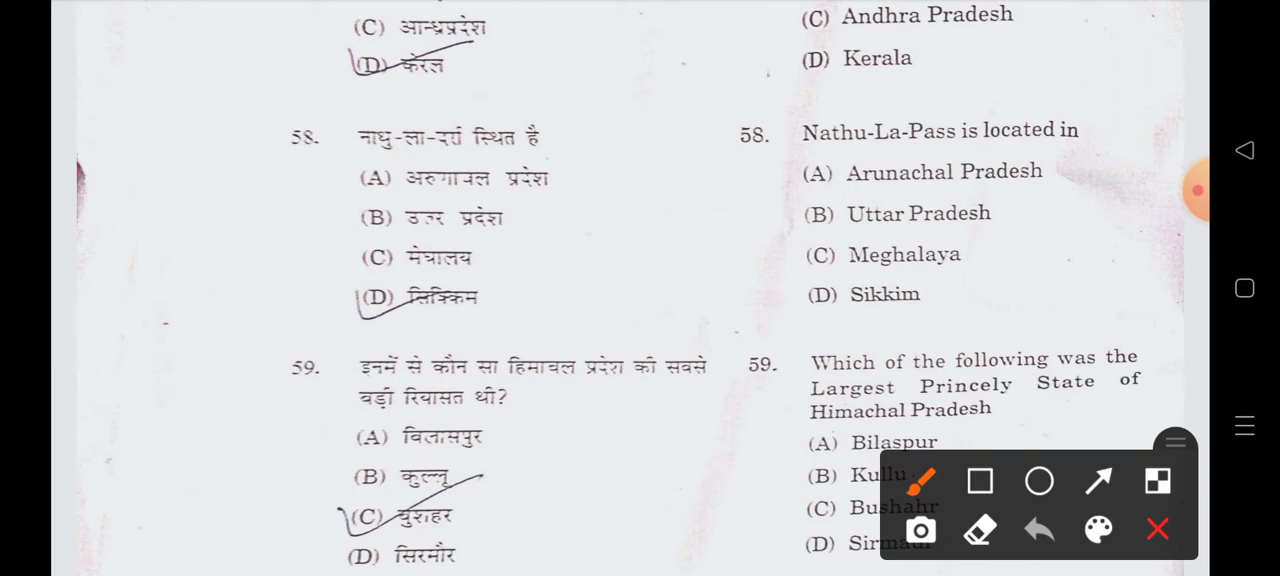 (C) आन्ध्रप्रदेश
(D) केरल
58. नाथु-ला-दर्रा स्थित है
(A) अरुणाचल प्रदेश
(B) उत्तर प्रदेश
(C) मेघालय
(D) सिक्किम
59. इनमें से कौन सा हिमाचल प्रदेश की सबसे
बड़ी रियासत थी?
(A) बिलासपुर
(B) कुल्लू
(C) बुशहर
(D) सिरमौर
(C) Andhra Pradesh
(D) Kerala
58. Nathu-La-Pass is located in
(A) Arunachal Pradesh
(B) Uttar Pradesh
(C) Meghalaya
(D) Sikkim
59. Which of the following was the
Largest Princely State of
Himachal Pradesh
(A) Bilaspur
(B) Kullu
(C) Bushahr
(D) Sirmaur